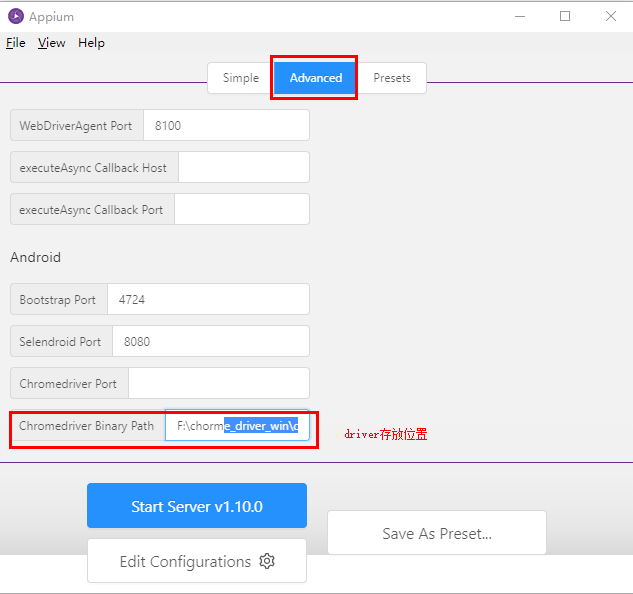 Appium
File View Help
Simple Advanced Presets
WebDriverAgent Port 8100
executeAsync Callback Host
executeAsync Callback Port
Android
Bootstrap Port 4724
Selendroid Port 8080
Chromedriver Port
Chromedriver Binary Path F:\chorme_driver_win\c
driver存放位置
Start Server v1.10.0
Save As Preset...
Edit Configurations